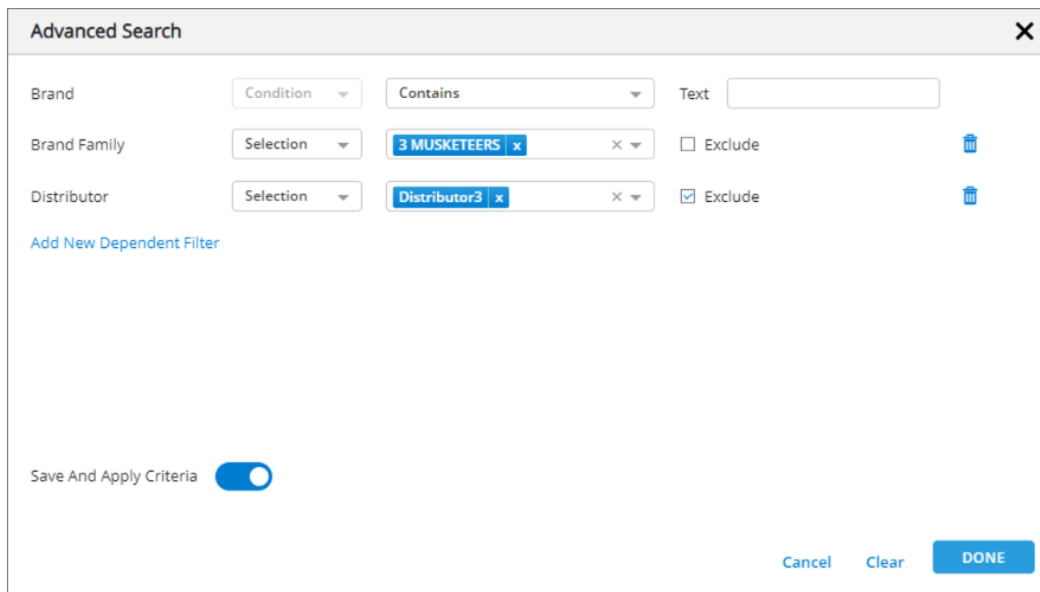 Advanced Search
Brand Condition Contains Text
Brand Family Selection 3 MUSKETEERS x Exclude
Distributor Selection Distributor3 x Exclude
Add New Dependent Filter
Save And Apply Criteria
Cancel Clear DONE